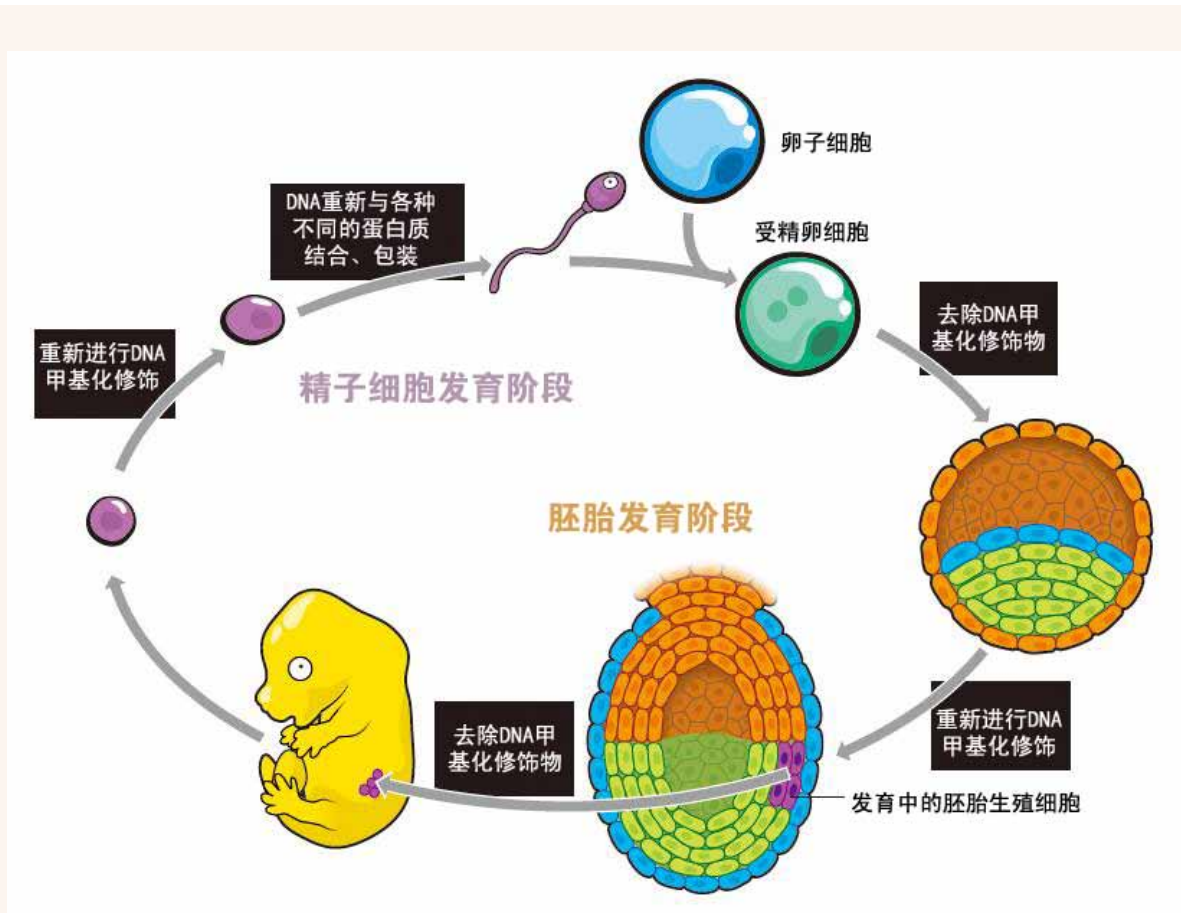 卵子细胞
DNA重新与各种
不同的蛋白质
结合、包装
受精卵细胞
去除DNA甲
基化修饰物
重新进行DNA
甲基化修饰
精子细胞发育阶段
胚胎发育阶段
去除DNA甲
基化修饰物
重新进行DNA
甲基化修饰
发育中的胚胎生殖细胞